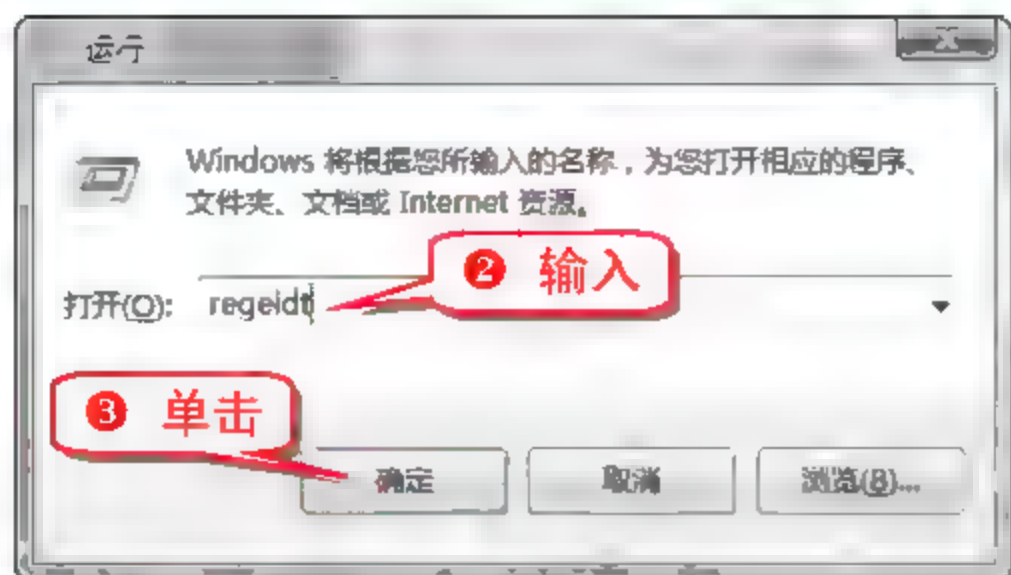 运行
Windows 将根据您所输入的名称，为您打开相应的程序、
文件夹、文档或 Internet 资源。
❷ 输入
打开(O): regeidt
❸ 单击
确定 取消 浏览(B)...